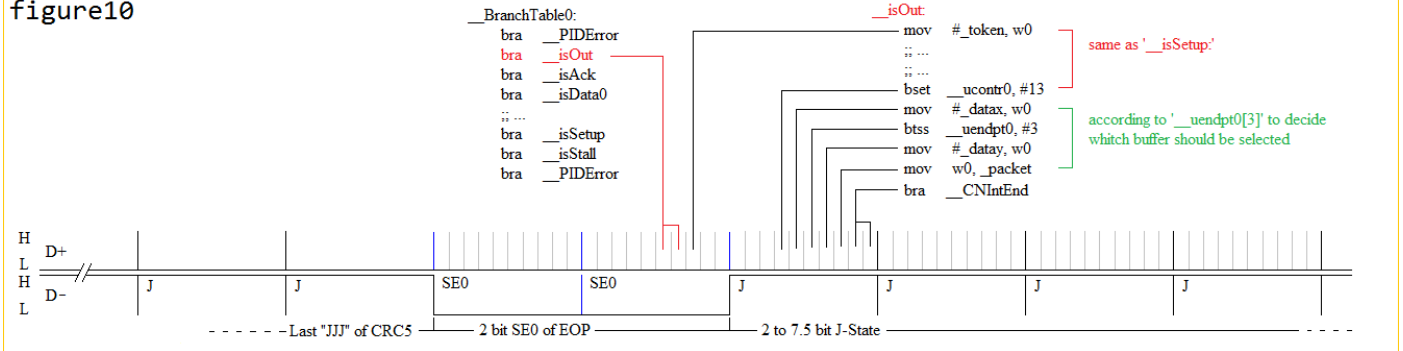 figure10
__BranchTable0:
bra __PIDError
bra __isOut
bra __isAck
bra __isData0
;; ...
bra __isSetup
bra __isStall
bra __PIDError
__isOut:
mov #_token, w0
;; ...
;; ...
bset __ucontr0, #13
mov #_datax, w0
btss __uendpt0, #3
mov #_datay, w0
mov w0, _packet
bra __CNIntEnd
same as '__isSetup:'
according to '__uendpt0[3]' to decide
whitch buffer should be selected
H
D+
L
H
D-
L
J
J
SE0
SE0
J
J
J
J
Last "JJJ" of CRC5
2 bit SE0 of EOP
2 to 7.5 bit J-State